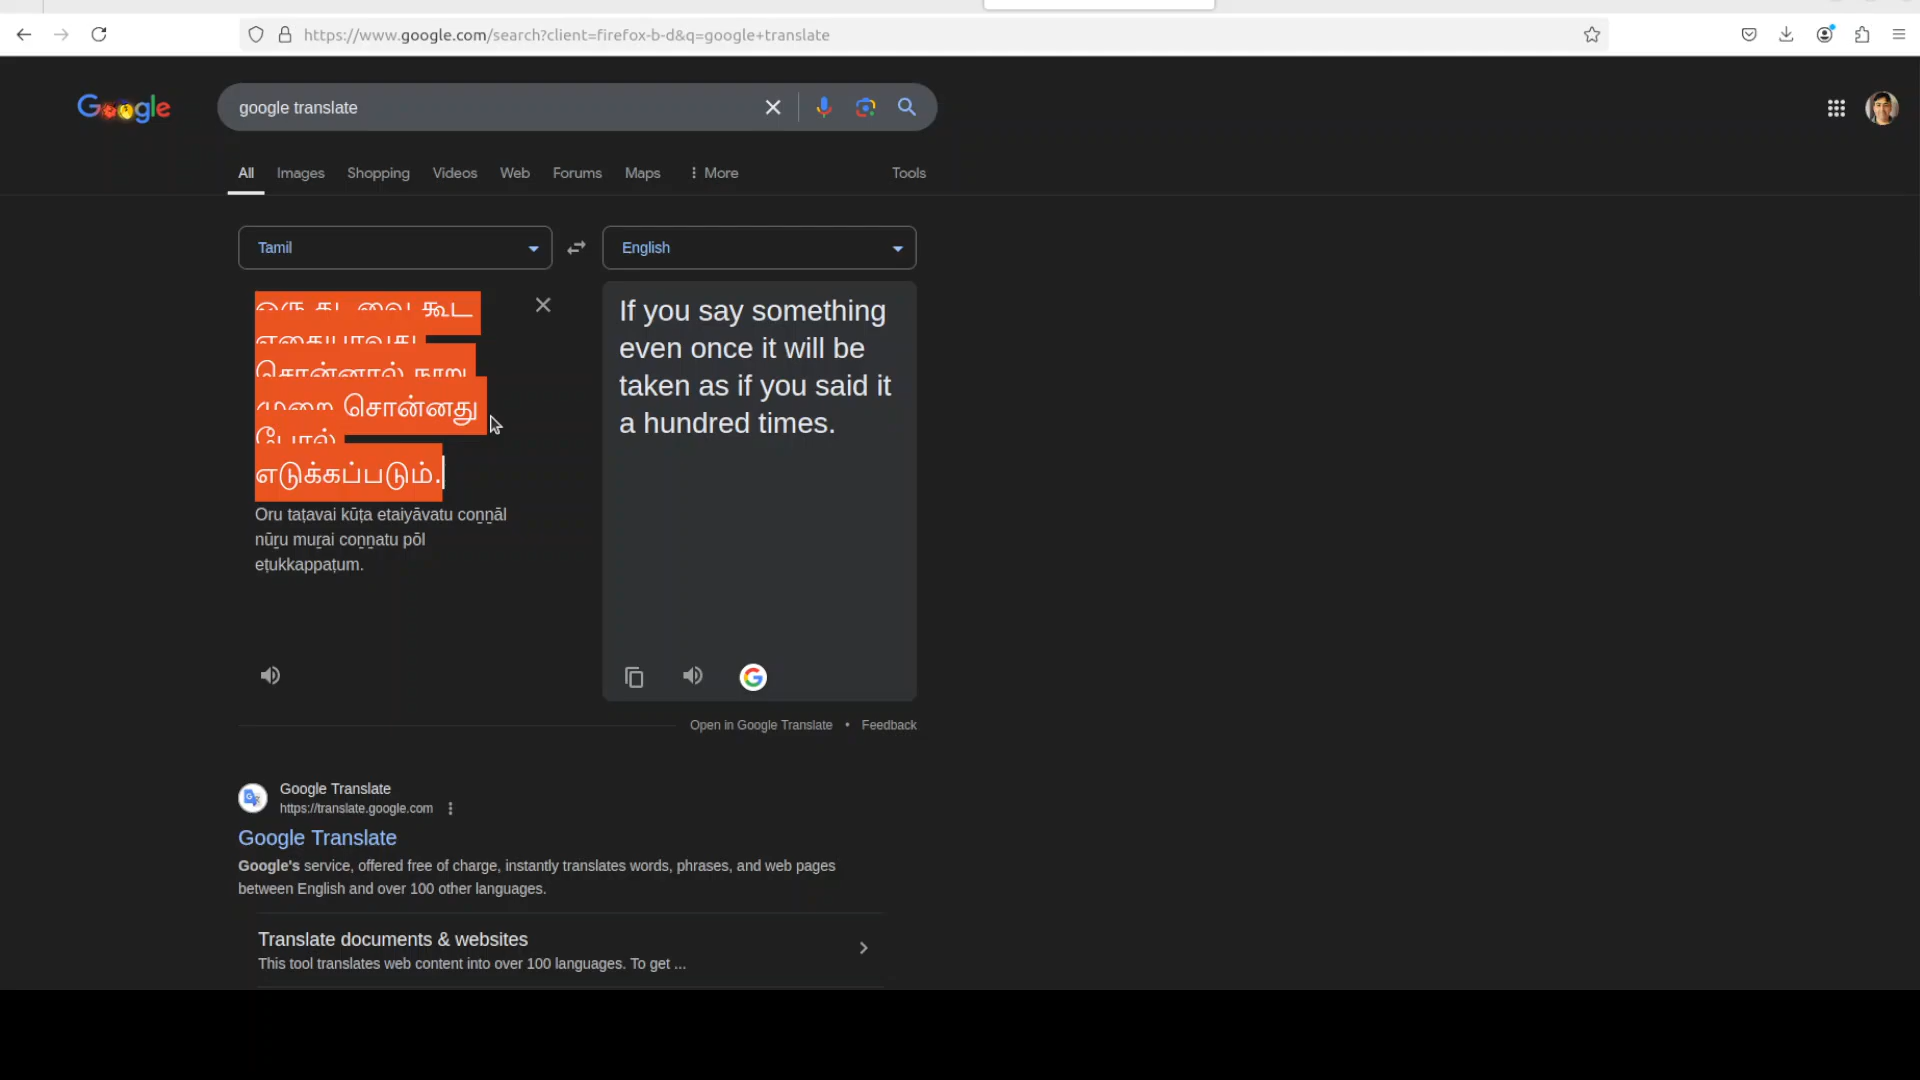 https://www.google.com/search?client=firefox-b-d&q=google+translate
Google
google translate
All Images Shopping Videos Web Forums Maps More Tools
Tamil English
ஒரு தடவை கூட
எதையாவது
சொன்னால் நூறு
முறை சொன்னது
போல்
எடுக்கப்படும்.
Oru taṭavai kūṭa etaiyāvatu coṉṉāl
nūṟu muṟai coṉṉatu pōl
eṭukkappaṭum.
If you say something
even once it will be
taken as if you said it
a hundred times.
Open in Google Translate • Feedback
Google Translate
https://translate.google.com
Google Translate
Google's service, offered free of charge, instantly translates words, phrases, and web pages
between English and over 100 other languages.
Translate documents & websites
This tool translates web content into over 100 languages. To get ...